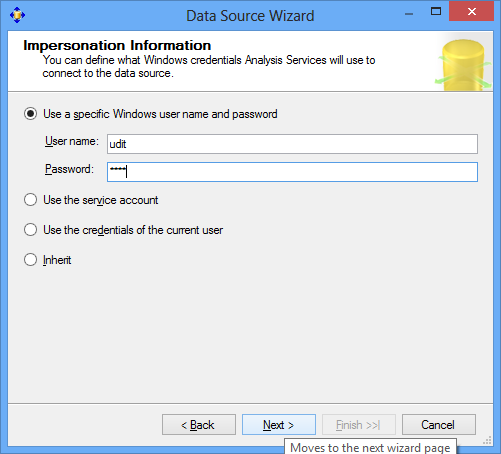 Data Source Wizard
Impersonation Information
You can define what Windows credentials Analysis Services will use to
connect to the data source.
Use a specific Windows user name and password
User name: udit
Password: ****
Use the service account
Use the credentials of the current user
Inherit
< Back Next > Finish >>| Cancel
Moves to the next wizard page